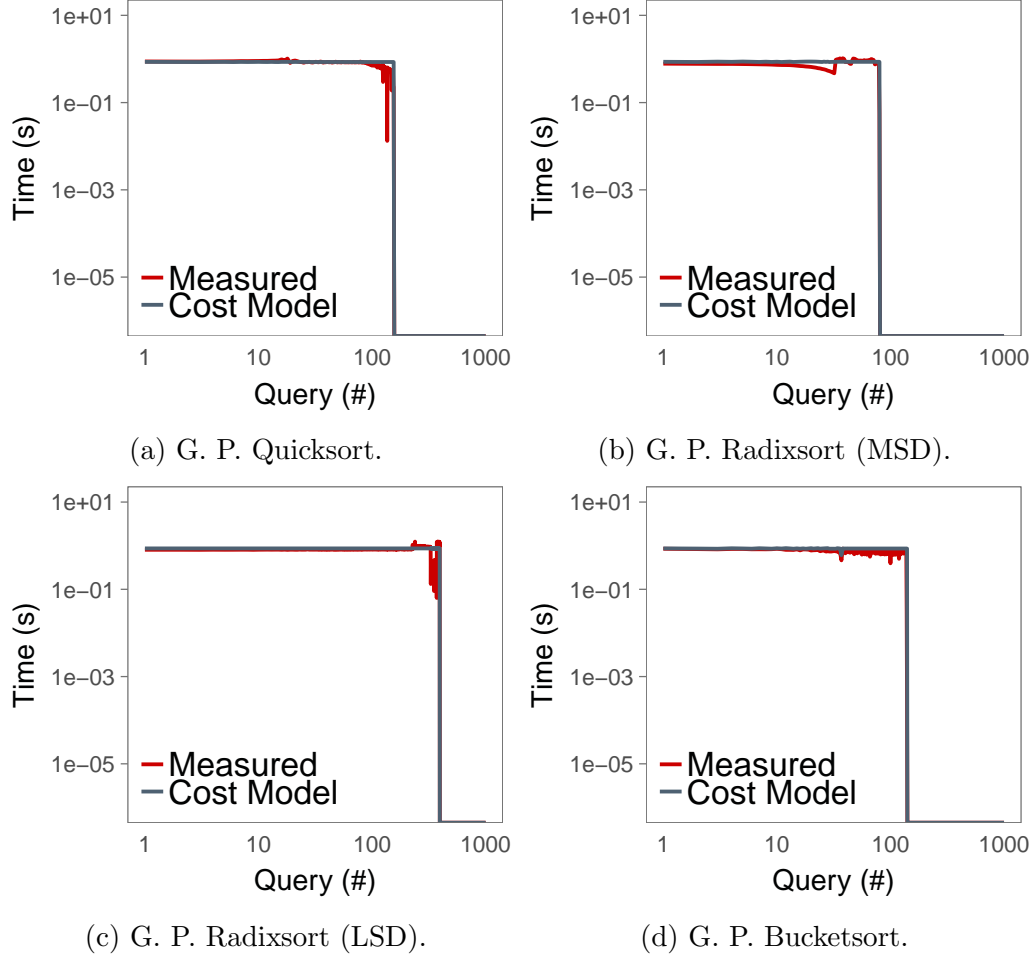 1e+01
1e−01
1e−03
1e−05
Time (s)
Measured
Cost Model
1 10 100 1000
Query (#)
(a) G. P. Quicksort.
1e+01
1e−01
1e−03
1e−05
Time (s)
Measured
Cost Model
1 10 100 1000
Query (#)
(b) G. P. Radixsort (MSD).
1e+01
1e−01
1e−03
1e−05
Time (s)
Measured
Cost Model
1 10 100 1000
Query (#)
(c) G. P. Radixsort (LSD).
1e+01
1e−01
1e−03
1e−05
Time (s)
Measured
Cost Model
1 10 100 1000
Query (#)
(d) G. P. Bucketsort.